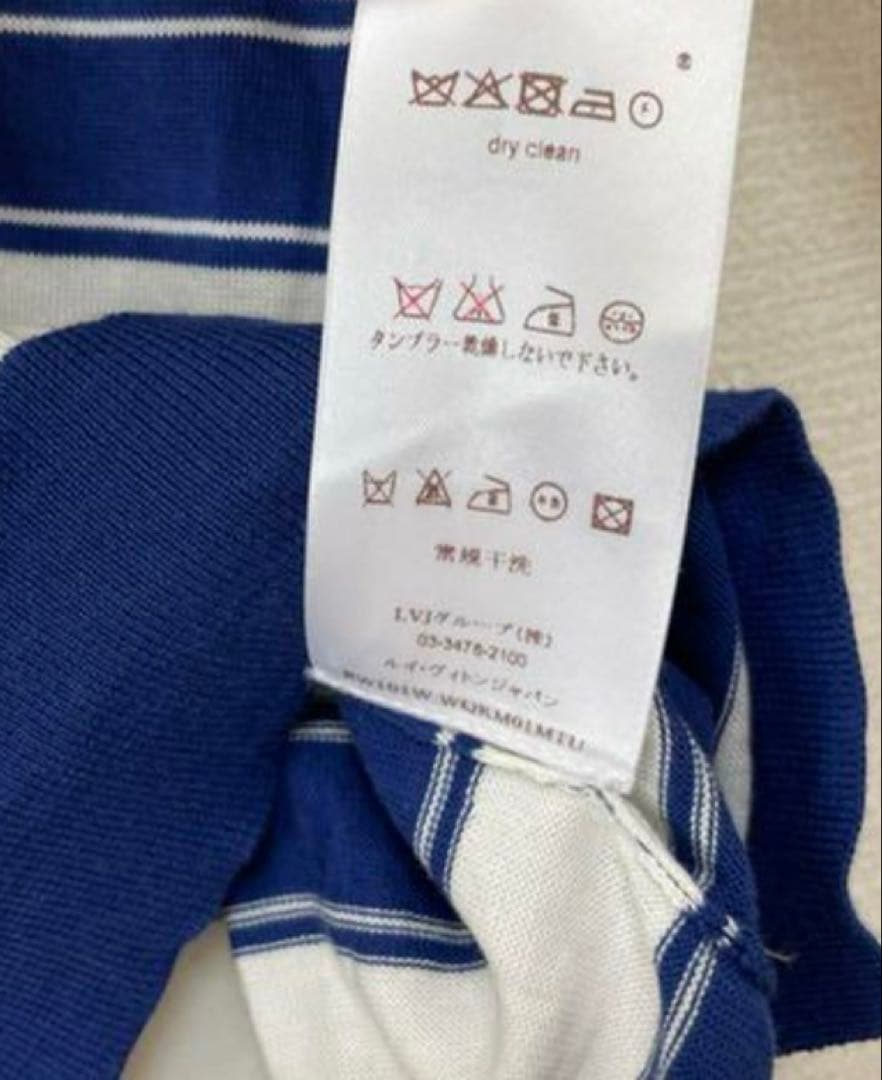 dry clean
タンブラー乾燥しないで下さい。
常規干洗
LVJグループ(株)
03-3478-2100
ルイ・ヴィトンジャパン